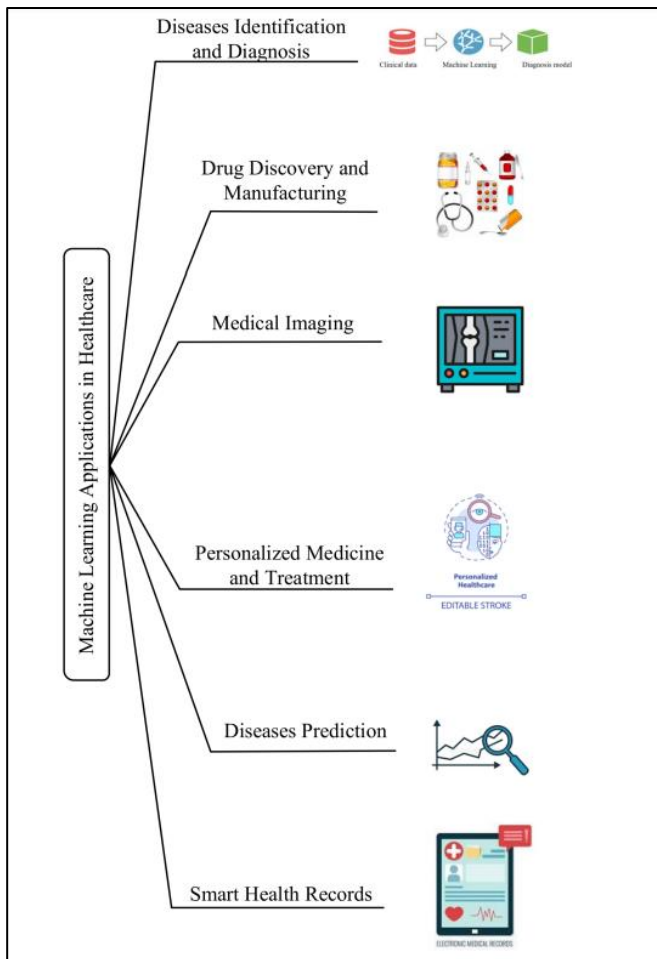 Diseases Identification
and Diagnosis
Clinical data
Machine Learning
Diagnosis model
Drug Discovery and
Manufacturing
Medical Imaging
Machine Learning Applications in Healthcare
Personalized Medicine
and Treatment
Personalized
Healthcare
EDITABLE STROKE
Diseases Prediction
Smart Health Records
ELECTRONIC MEDICAL RECORDS